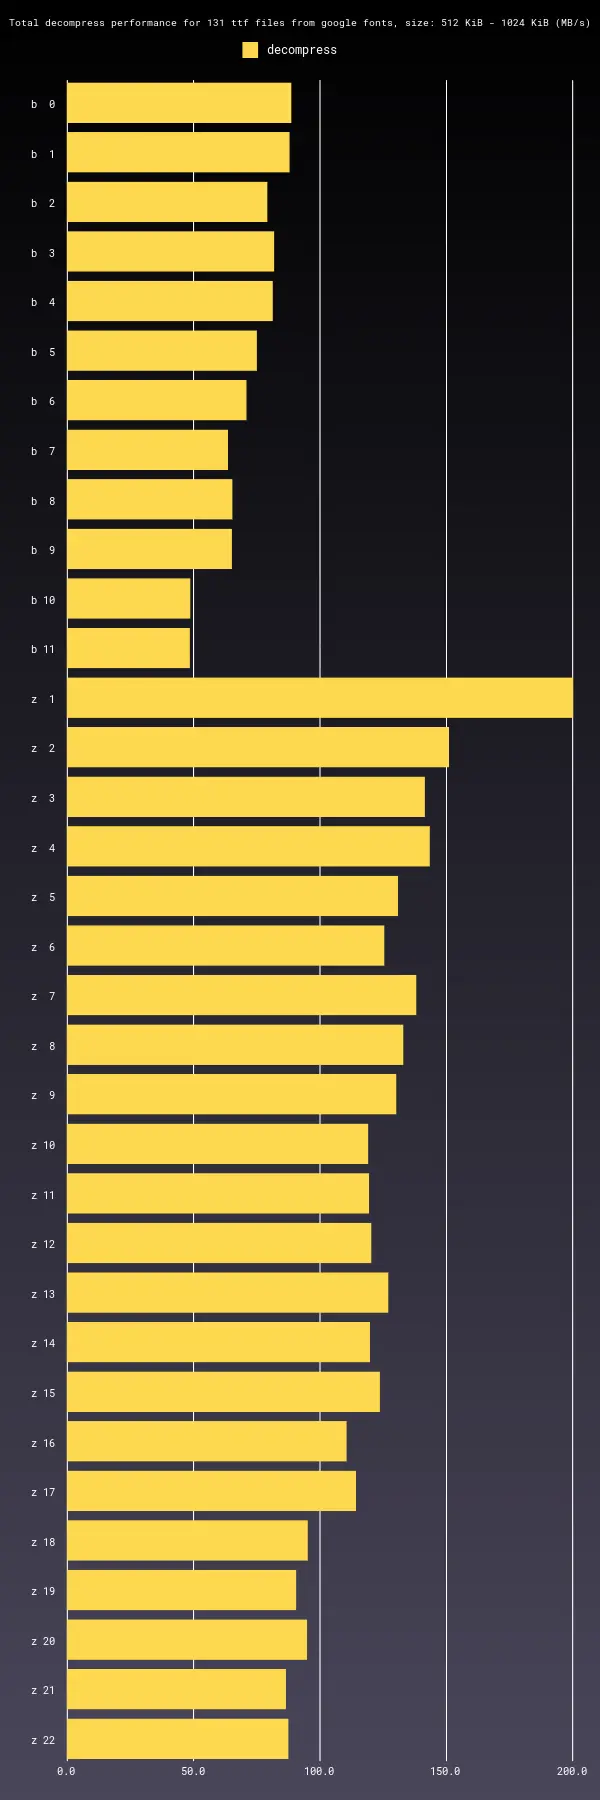 Total decompress performance for 131 ttf files from google fonts, size: 512 KiB - 1024 KiB (MB/s)
decompress
b 0
b 1
b 2
b 3
b 4
b 5
b 6
b 7
b 8
b 9
b 10
b 11
z 1
z 2
z 3
z 4
z 5
z 6
z 7
z 8
z 9
z 10
z 11
z 12
z 13
z 14
z 15
z 16
z 17
z 18
z 19
z 20
z 21
z 22
0.0 50.0 100.0 150.0 200.0